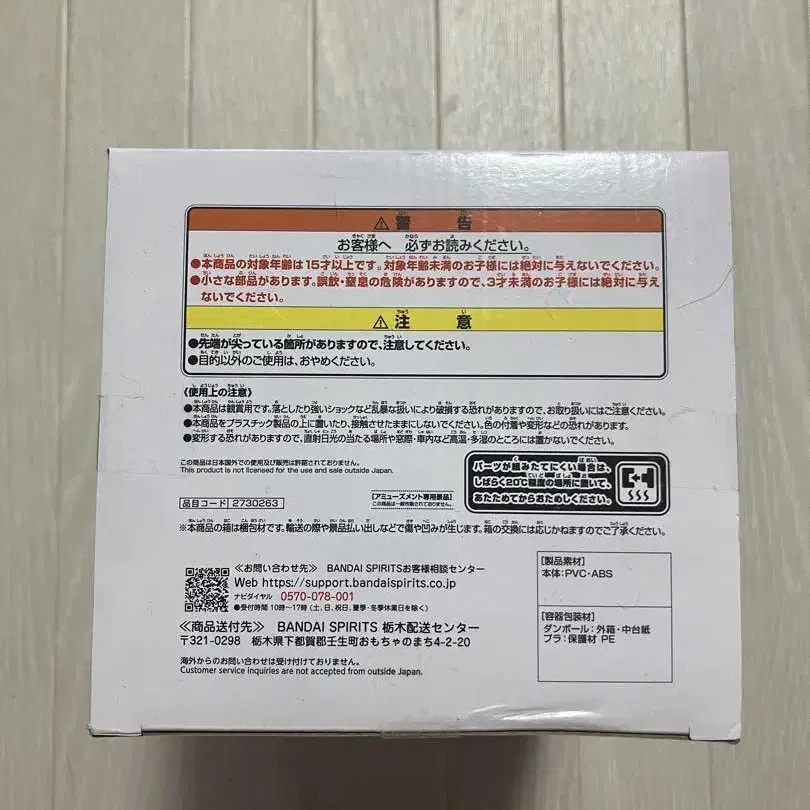 ⚠警告
お客様へ 必ずお読みください。
●本商品の対象年齢は15才以上です。対象年齢未満のお子様には絶対に与えないでください。
●小さな部品があります。誤飲・窒息の危険がありますので、3才未満のお子様には絶対に与え
ないでください。
⚠注意
●先端が尖っている箇所がありますので、注意してください。
●目的以外のご使用は、おやめください。
《使用上の注意》
●本商品は観賞用です。落としたり強いショックなど乱暴な扱いにより破損する恐れがありますので、お取り扱いにはご注意ください。
●本商品をプラスチック製品の上に置いたり、接触させたままにしないでください。色の付着や変形などの恐れがあります。
●変形する恐れがありますので、直射日光の当たる場所や窓際・車内など高温・多湿のところには置かないでください。
この商品は日本国外での使用及び販売は許諾されておりません。
This product is not licensed for the use and sale outside Japan.
パーツが組みたてにくい場合は、
しばらく20℃程度の場所に置いて、
あたためてからおためしください。
品目コード 2730263
【アミューズメント専用景品】
この商品は一般市販されておりません。
※本商品の箱は梱包材です。輸送の際や景品払い出しなどで傷や凹みが生じます。箱の交換には応じかねますのでご了承ください。
≪お問い合わせ先≫ BANDAI SPIRITSお客様相談センター
Web https://support.bandaispirits.co.jp
ナビダイヤル 0570-078-001
●受付時間 10時～17時 (土、日、祝日、夏季・冬季休業日を除く)
≪商品送付先≫ BANDAI SPIRITS 栃木配送センター
〒321-0298 栃木県下都賀郡壬生町おもちゃのまち4-2-20
海外からのお問い合わせは受け付けておりません。
Customer service inquiries are not accepted from outside Japan.
[製品素材]
本体:PVC・ABS
[容器包装材]
ダンボール:外箱・中台紙
プラ:保護材 PE